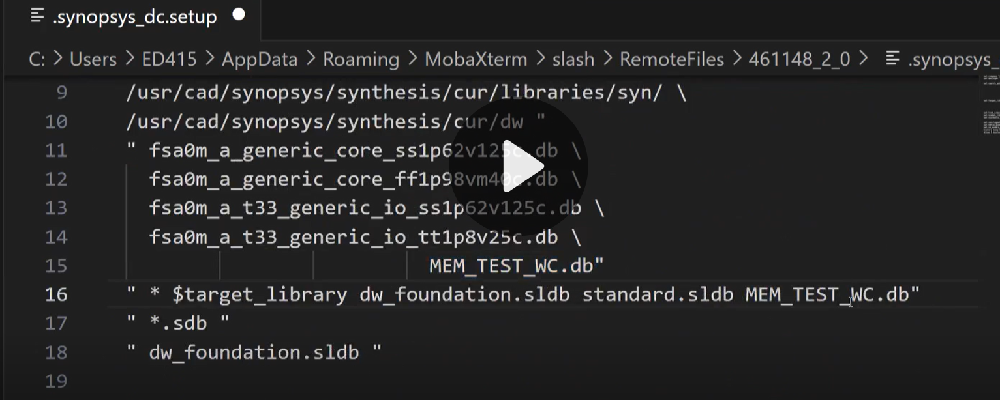 .synopsys_dc.setup
C: > Users > ED415 > AppData > Roaming > MobaXterm > slash > RemoteFiles > 461148_2_0 > .synopsys_
9 /usr/cad/synopsys/synthesis/cur/libraries/syn/ \
10 /usr/cad/synopsys/synthesis/cur/dw "
11 " fsa0m_a_generic_core_ss1p62v125c.db \
12 fsa0m_a_generic_core_ff1p98vm40c.db \
13 fsa0m_a_t33_generic_io_ss1p62v125c.db \
14 fsa0m_a_t33_generic_io_tt1p8v25c.db \
15 MEM_TEST_WC.db"
16 " * $target_library dw_foundation.sldb standard.sldb MEM_TEST_WC.db"
17 " *.sdb "
18 " dw_foundation.sldb "
19